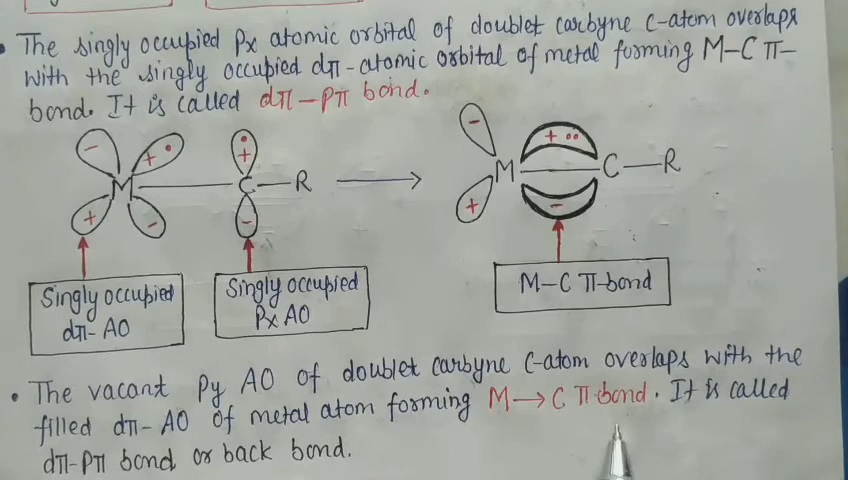 • The singly occupied Px atomic orbital of doublet carbyne C-atom overlaps
with the singly occupied dπ-atomic orbital of metal forming M-C π-
bond. It is called dπ-pπ bond.
- + • • + - •• +
M C-R → M C-R
+ - - + -
Singly occupied
dπ-AO
Singly occupied
Px AO
M-C π-bond
• The vacant Py AO of doublet carbyne C-atom overlaps with the
filled dπ-AO of metal atom forming M→C π-bond. It is called
dπ-pπ bond or back bond.